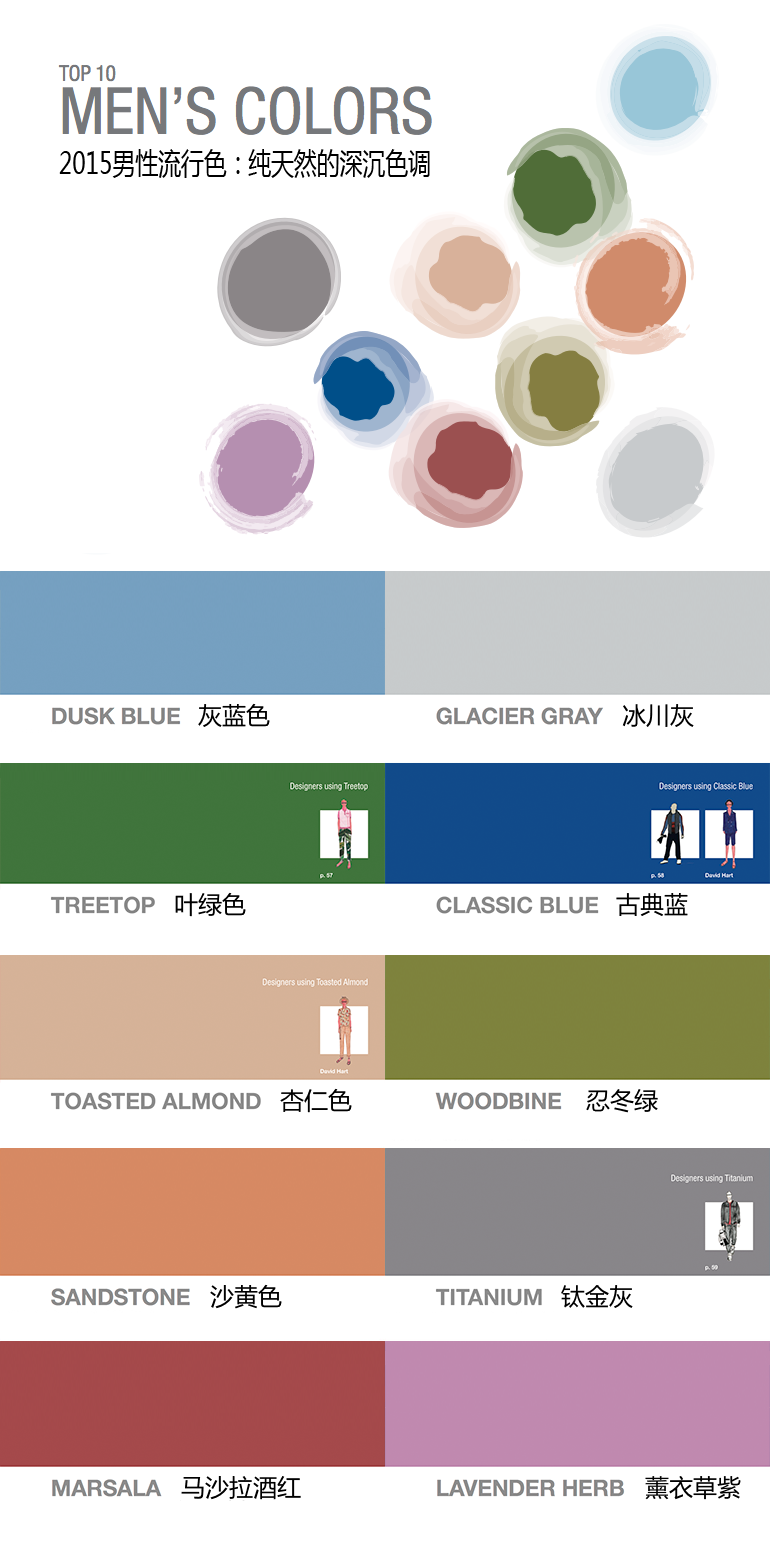 TOP 10
MEN'S COLORS
2015男性流行色：纯天然的深沉色调
DUSK BLUE 灰蓝色
GLACIER GRAY 冰川灰
Designers using Treetop
p. 57
Designers using Classic Blue
p. 58
David Hart
TREETOP 叶绿色
CLASSIC BLUE 古典蓝
Designers using Toasted Almond
David Hart
TOASTED ALMOND 杏仁色
WOODBINE 忍冬绿
Designers using Titanium
p. 59
SANDSTONE 沙黄色
TITANIUM 钛金灰
MARSALA 马沙拉酒红
LAVENDER HERB 薰衣草紫